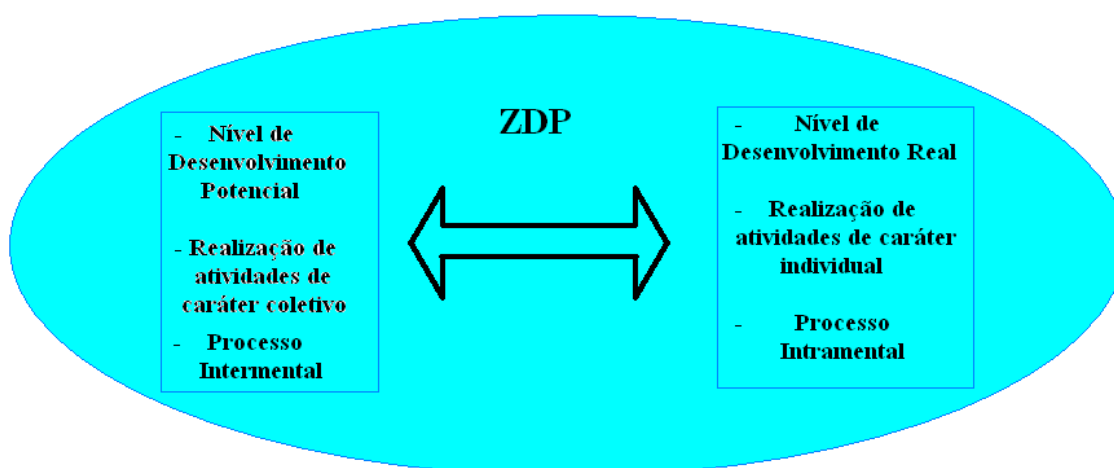 ZDP
- Nível de
Desenvolvimento
Potencial
- Realização de
atividades de
caráter coletivo
- Processo
Intermental
- Nível de
Desenvolvimento Real
- Realização de
atividades de caráter
individual
- Processo
Intramental